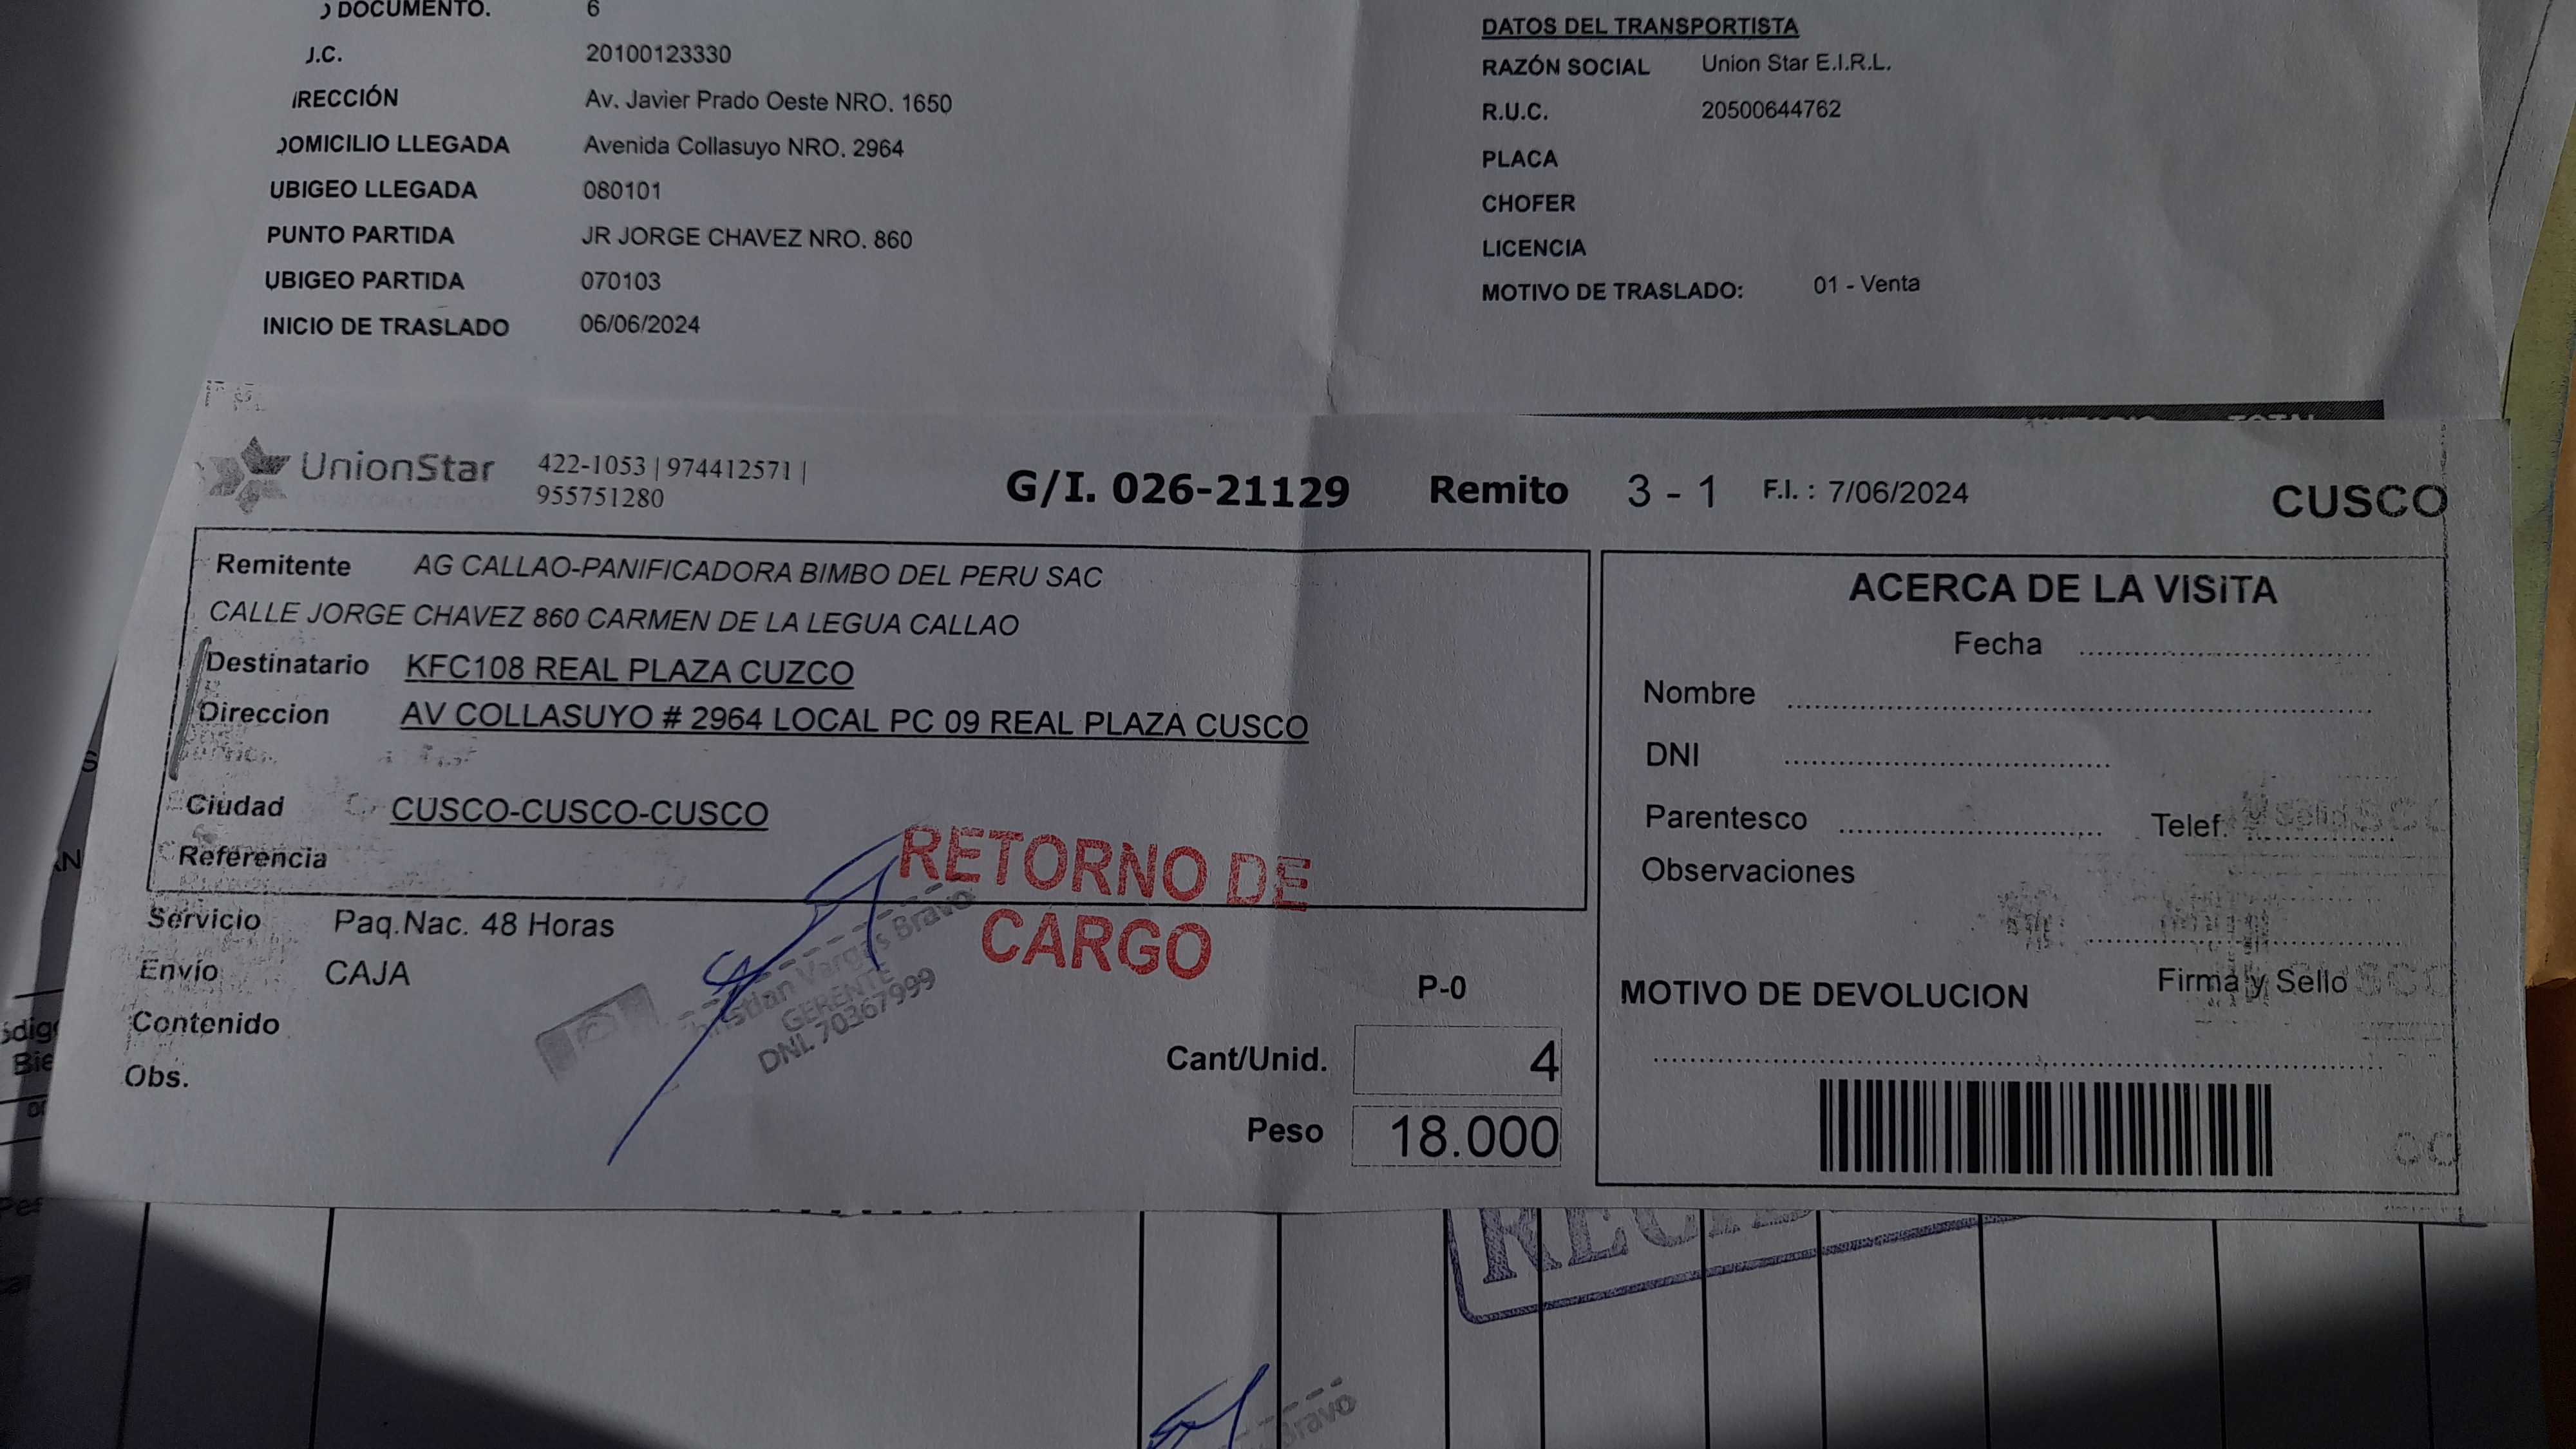 DOCUMENTO. 6
J.C. 20100123330
IRECCIÓN Av. Javier Prado Oeste NRO. 1650
OMICILIO LLEGADA Avenida Collasuyo NRO. 2964
UBIGEO LLEGADA 080101
PUNTO PARTIDA JR JORGE CHAVEZ NRO. 860
UBIGEO PARTIDA 070103
INICIO DE TRASLADO 06/06/2024
DATOS DEL TRANSPORTISTA
RAZÓN SOCIAL Union Star E.I.R.L.
R.U.C. 20500644762
PLACA
CHOFER
LICENCIA
MOTIVO DE TRASLADO: 01 - Venta
UnionStar 422-1053 | 974412571 |
955751280
G/I. 026-21129 Remito 3 - 1 F.I. : 7/06/2024 CUSCO
Remitente AG CALLAO-PANIFICADORA BIMBO DEL PERU SAC
CALLE JORGE CHAVEZ 860 CARMEN DE LA LEGUA CALLAO
Destinatario KFC108 REAL PLAZA CUZCO
Direccion AV COLLASUYO # 2964 LOCAL PC 09 REAL PLAZA CUSCO
Ciudad CUSCO-CUSCO-CUSCO
Referencia
RETORNO DE
CARGO
Servicio Paq.Nac. 48 Horas
Envío CAJA
Contenido
Obs.
Vargas Bravo
GERENTE
DNI. 70367999
P-0
Cant/Unid. 4
Peso 18.000
ACERCA DE LA VISiTA
Fecha
Nombre
DNI
Parentesco Telef.
Observaciones
Firma y Sello
MOTIVO DE DEVOLUCION
Bravo